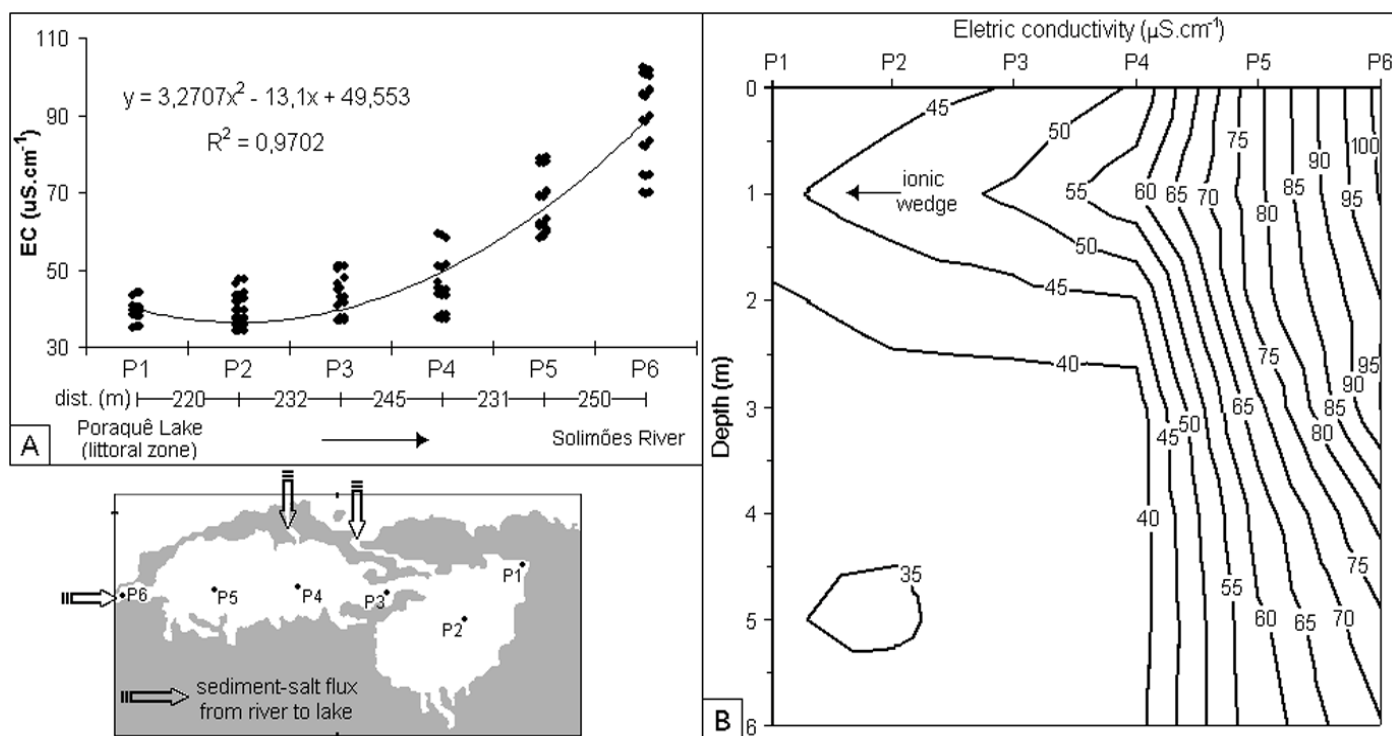 110
90
70
50
30
EC (uS.cm⁻¹)
y = 3,2707x² - 13,1x + 49,553
R² = 0,9702
P1 P2 P3 P4 P5 P6
dist. (m) 220 232 245 231 250
Poraquê Lake
(littoral zone)
Solimões River
A
Eletric conductivity (µS.cm⁻¹)
P1 P2 P3 P4 P5 P6
0
1
2
3
4
5
6
Depth (m)
45
50
75
100
90
55
60
65
70
80
85
95
ionic
wedge
50
45
40
75
95
90
85
80
65
50
45
40
35
55
60
65
70
75
B
P1
P6
P5
P4
P3
P2
sediment-salt flux
from river to lake